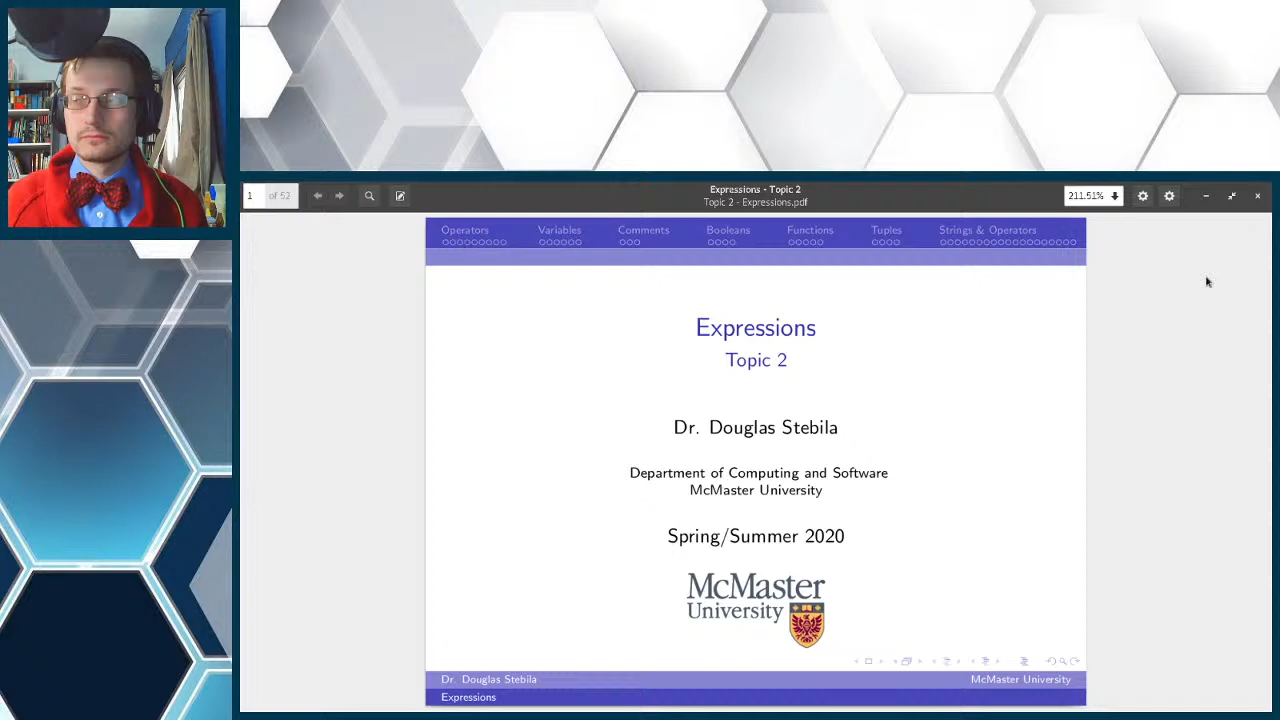 Expressions - Topic 2
Topic 2 - Expressions.pdf
1 of 52
211.51%
Operators Variables Comments Booleans Functions Tuples Strings & Operators
Expressions
Topic 2
Dr. Douglas Stebila
Department of Computing and Software
McMaster University
Spring/Summer 2020
McMaster
University
Dr. Douglas Stebila McMaster University
Expressions